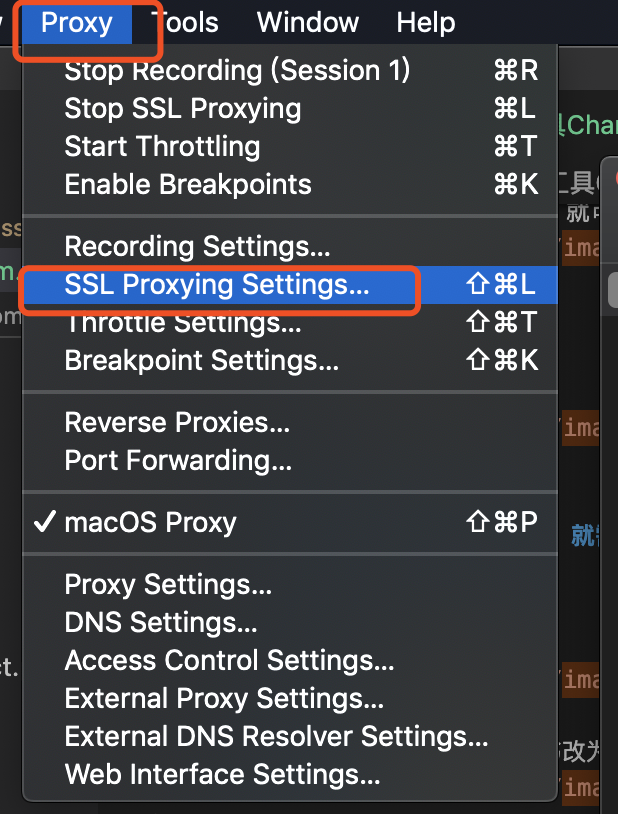 Proxy Tools Window Help
Stop Recording (Session 1) ⌘R
Stop SSL Proxying ⌘L
Start Throttling ⌘T
Enable Breakpoints ⌘K
Recording Settings...
SSL Proxying Settings... ⇧⌘L
Throttle Settings... ⇧⌘T
Breakpoint Settings... ⇧⌘K
Reverse Proxies...
Port Forwarding...
✓ macOS Proxy ⇧⌘P
Proxy Settings...
DNS Settings...
Access Control Settings...
External Proxy Settings...
External DNS Resolver Settings...
Web Interface Settings...